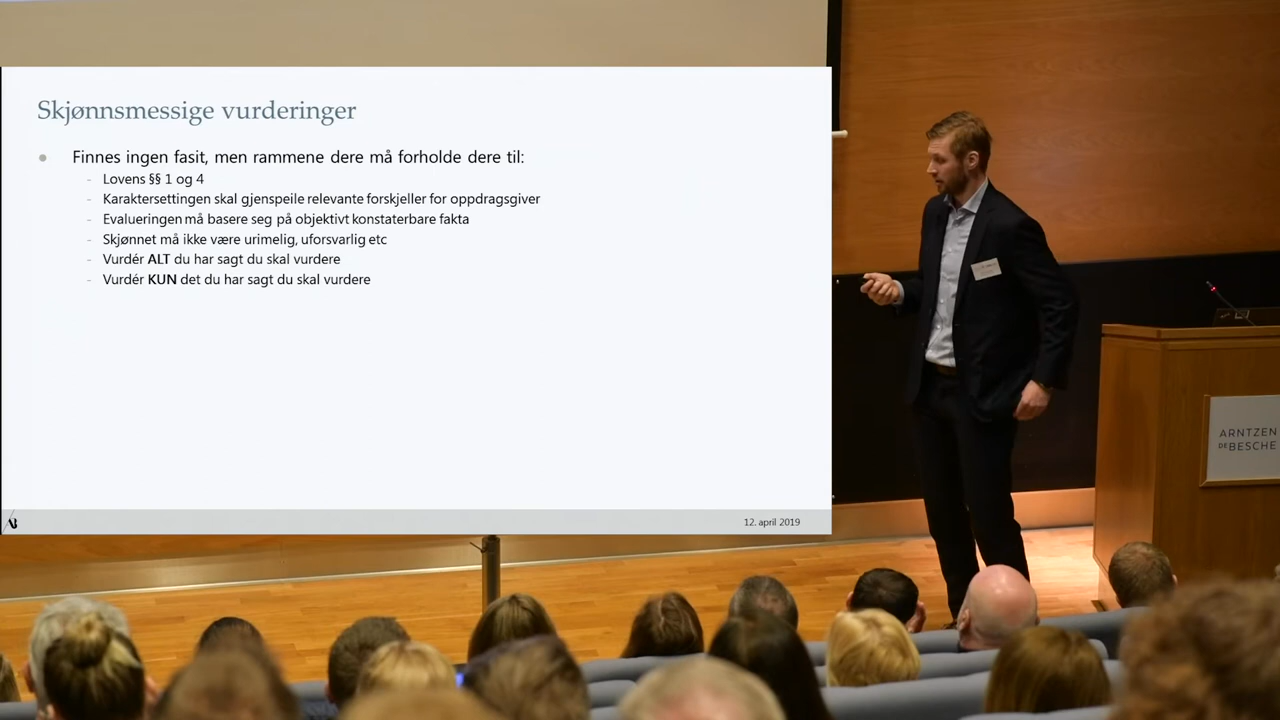 Skjønnsmessige vurderinger
Finnes ingen fasit, men rammene dere må forholde dere til:
- Lovens §§ 1 og 4
- Karaktersettingen skal gjenspeile relevante forskjeller for oppdragsgiver
- Evalueringen må basere seg på objektivt konstaterbare fakta
- Skjønnet må ikke være urimelig, uforsvarlig etc
- Vurdér ALT du har sagt du skal vurdere
- Vurdér KUN det du har sagt du skal vurdere
12. april 2019
ARNTZEN
DE BESCHE